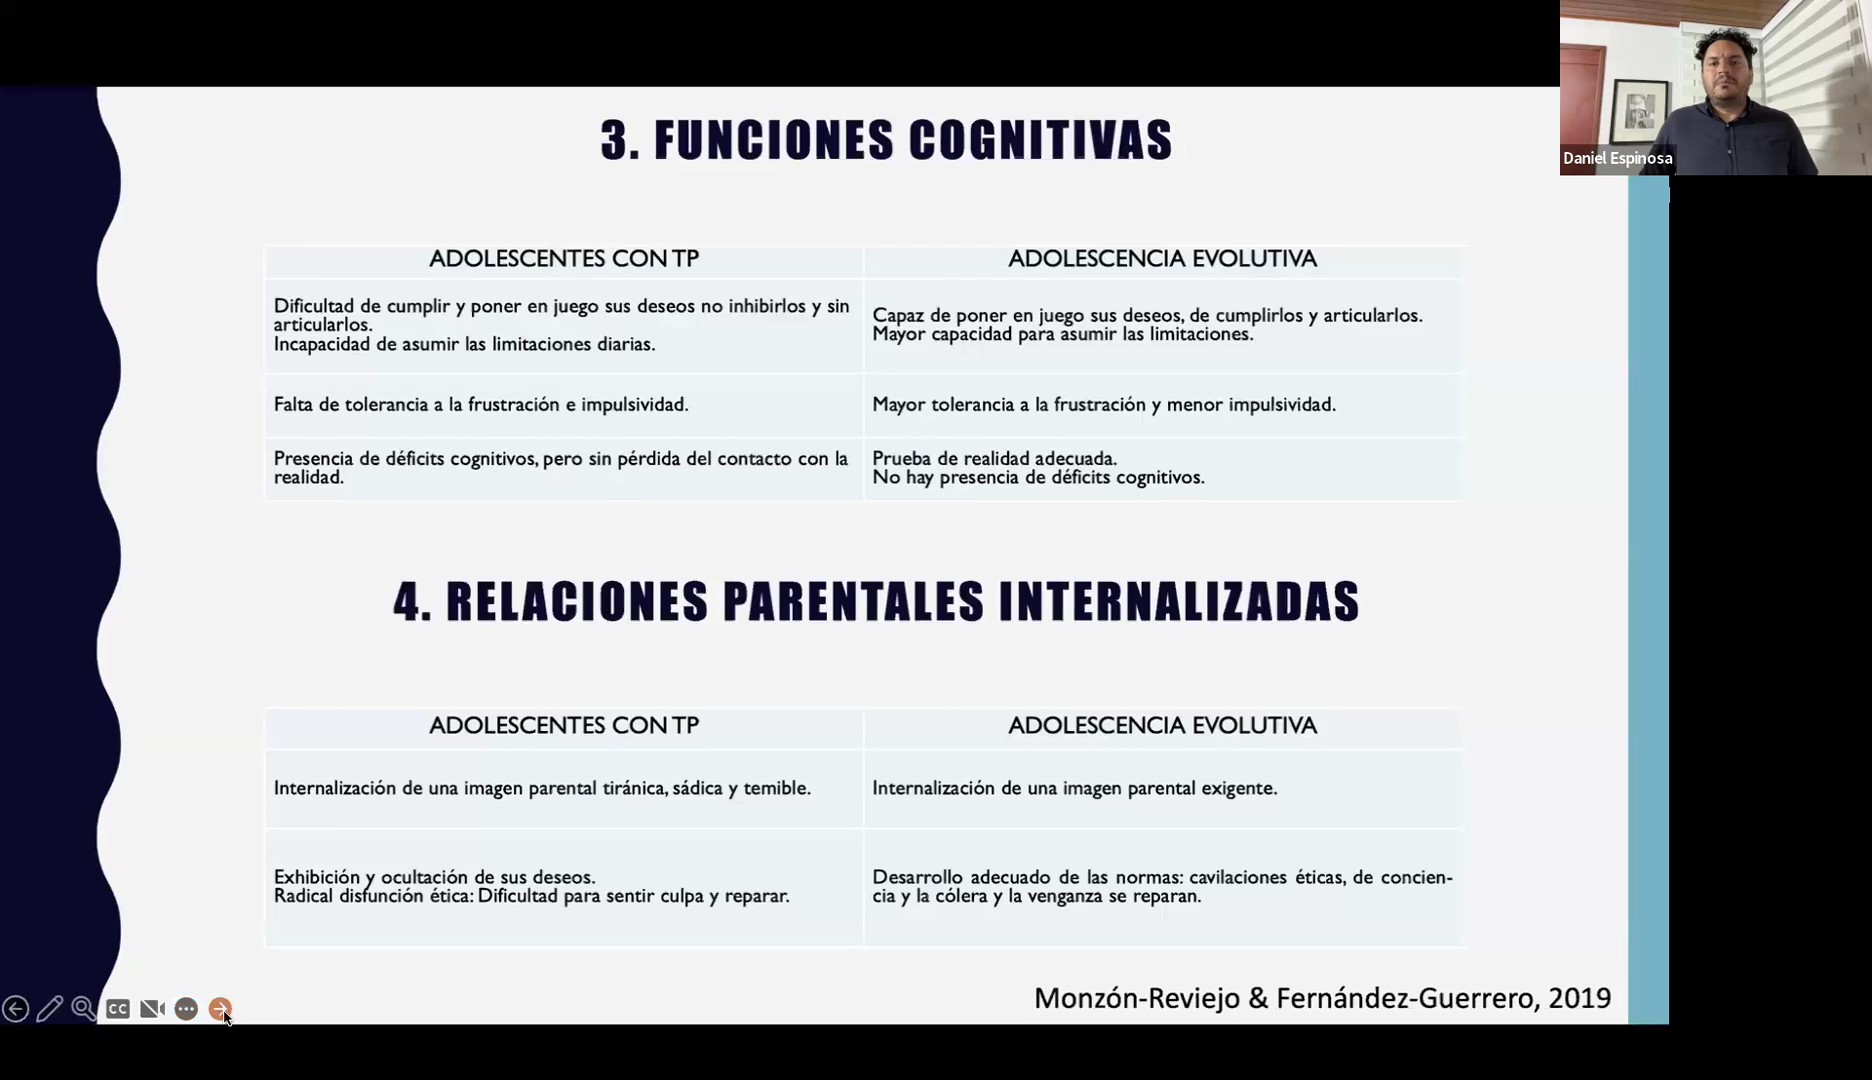 3. FUNCIONES COGNITIVAS
Daniel Espinosa
ADOLESCENTES CON TP
ADOLESCENCIA EVOLUTIVA
Dificultad de cumplir y poner en juego sus deseos no inhibirlos y sin
articularlos.
Incapacidad de asumir las limitaciones diarias.
Capaz de poner en juego sus deseos, de cumplirlos y articularlos.
Mayor capacidad para asumir las limitaciones.
Falta de tolerancia a la frustración e impulsividad.
Mayor tolerancia a la frustración y menor impulsividad.
Presencia de déficits cognitivos, pero sin pérdida del contacto con la
realidad.
Prueba de realidad adecuada.
No hay presencia de déficits cognitivos.
4. RELACIONES PARENTALES INTERNALIZADAS
ADOLESCENTES CON TP
ADOLESCENCIA EVOLUTIVA
Internalización de una imagen parental tiránica, sádica y temible.
Internalización de una imagen parental exigente.
Exhibición y ocultación de sus deseos.
Radical disfunción ética: Dificultad para sentir culpa y reparar.
Desarrollo adecuado de las normas: cavilaciones éticas, de concien-
cia y la cólera y la venganza se reparan.
Monzón-Reviejo & Fernández-Guerrero, 2019
CC